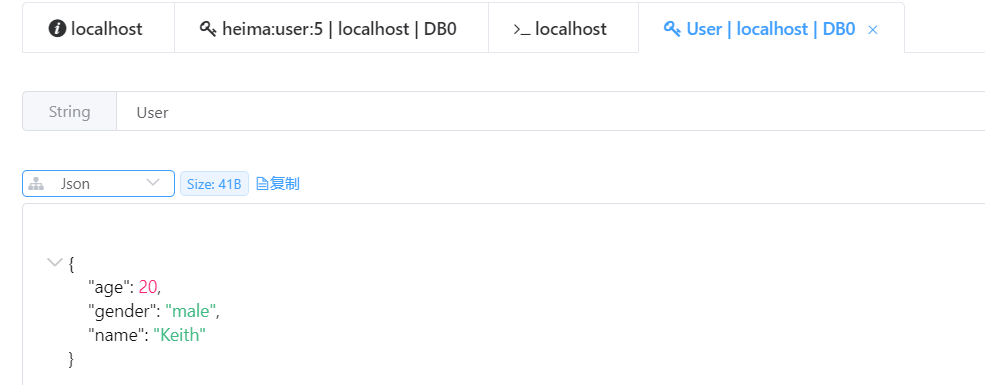 localhost heima:user:5 | localhost | DB0 >_ localhost User | localhost | DB0 ×
String User
Json Size: 41B 复制
{
"age": 20,
"gender": "male",
"name": "Keith"
}